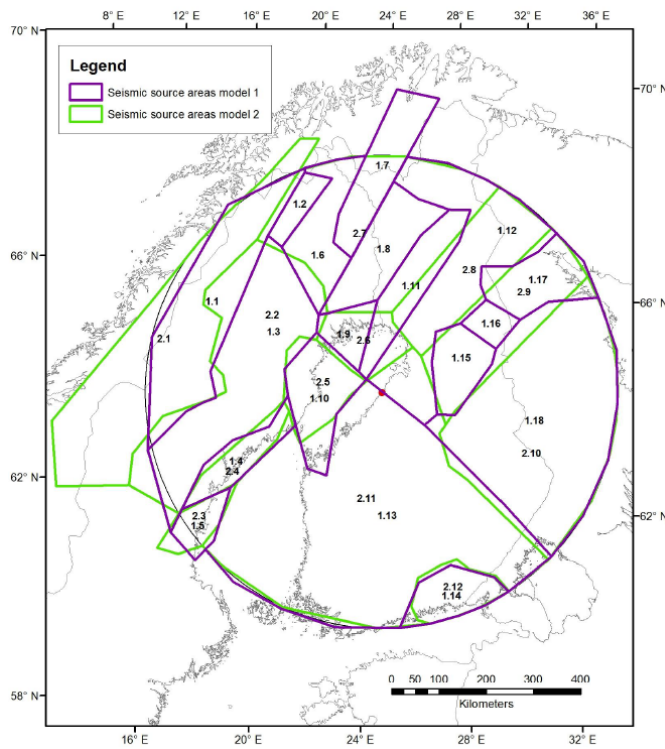 8° E 12° E 16° E 20° E 24° E 28° E 32° E 36° E
70° N
Legend
Seismic source areas model 1
Seismic source areas model 2
70° N
1.7
1.2
2.7
1.12
1.6
1.8
66° N
2.8
1.17
1.11
2.9
66° N
1.1
2.2
1.3
1.16
2.1
1.9
2.6
1.15
2.5
1.10
1.18
2.10
1.4
2.4
62° N
2.11
1.13
2.3
1.5
62° N
2.12
1.14
0 50 100 200 300 400
Kilometers
58° N
58° N
16° E 20° E 24° E 28° E 32° E